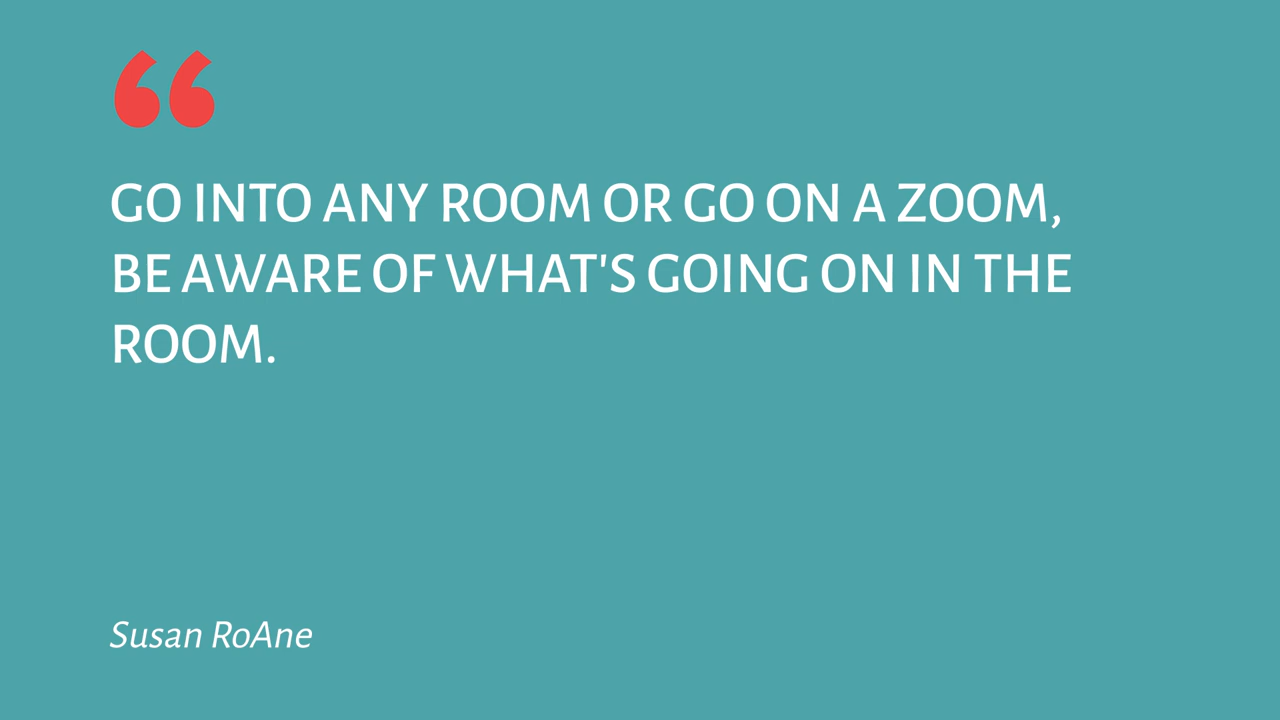 “
GO INTO ANY ROOM OR GO ON A ZOOM,
BE AWARE OF WHAT'S GOING ON IN THE
ROOM.
Susan RoAne